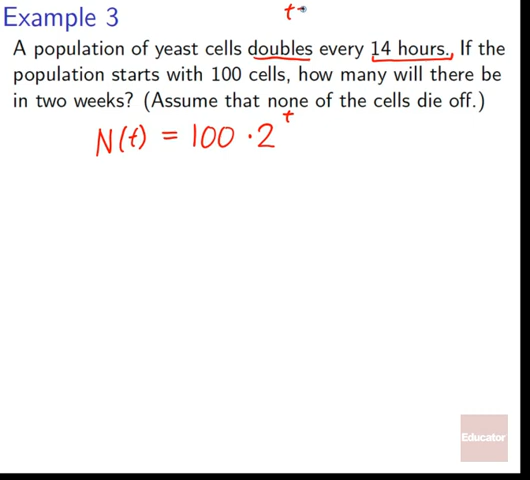 t=
Example 3
A population of yeast cells doubles every 14 hours. If the
population starts with 100 cells, how many will there be
in two weeks? (Assume that none of the cells die off.)
N(t) = 100 · 2^t
Educator